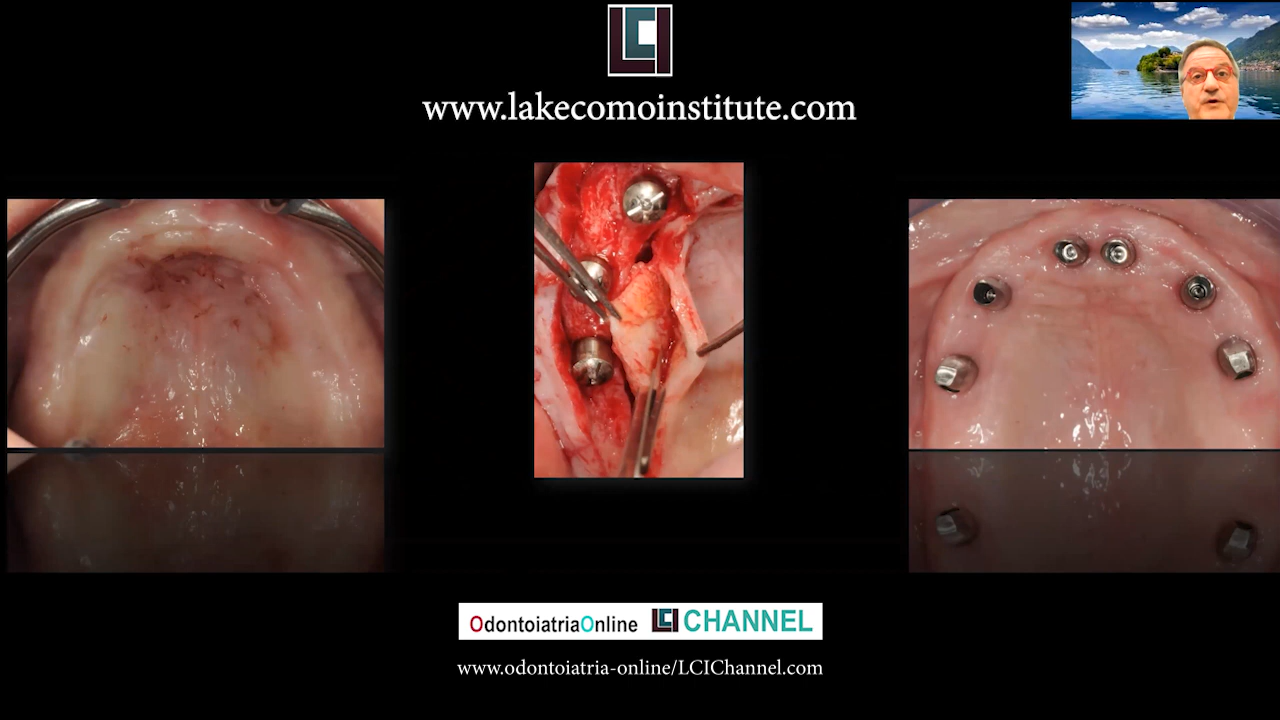 LCI
www.lakecomoinstitute.com
OdontoiatriaOnline LCI CHANNEL
www.odontoiatria-online/LCIChannel.com